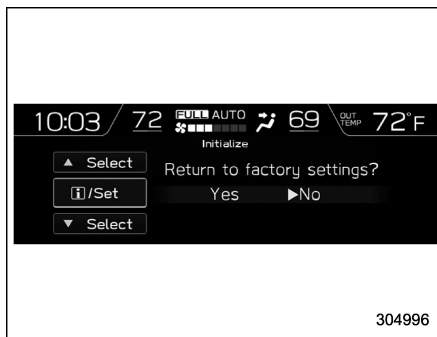 10:03 72 FULL AUTO 69 OUT TEMP 72°F
Initialize
▲ Select
Return to factory settings?
i/Set Yes ▶No
▼ Select
304996